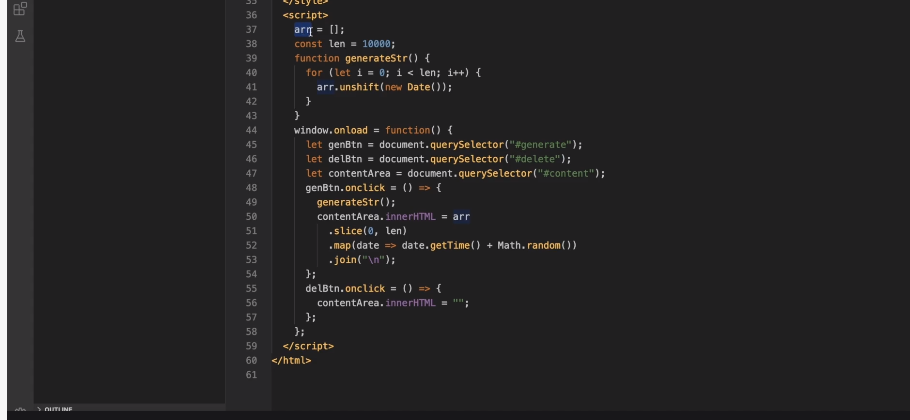 35 </style>
36 <script>
37 arr = [];
38 const len = 10000;
39 function generateStr() {
40 for (let i = 0; i < len; i++) {
41 arr.unshift(new Date());
42 }
43 }
44 window.onload = function() {
45 let genBtn = document.querySelector("#generate");
46 let delBtn = document.querySelector("#delete");
47 let contentArea = document.querySelector("#content");
48 genBtn.onclick = () => {
49 generateStr();
50 contentArea.innerHTML = arr
51 .slice(0, len)
52 .map(date => date.getTime() + Math.random())
53 .join("\n");
54 };
55 delBtn.onclick = () => {
56 contentArea.innerHTML = "";
57 };
58 };
59 </script>
60 </html>
61
> OUTLINE